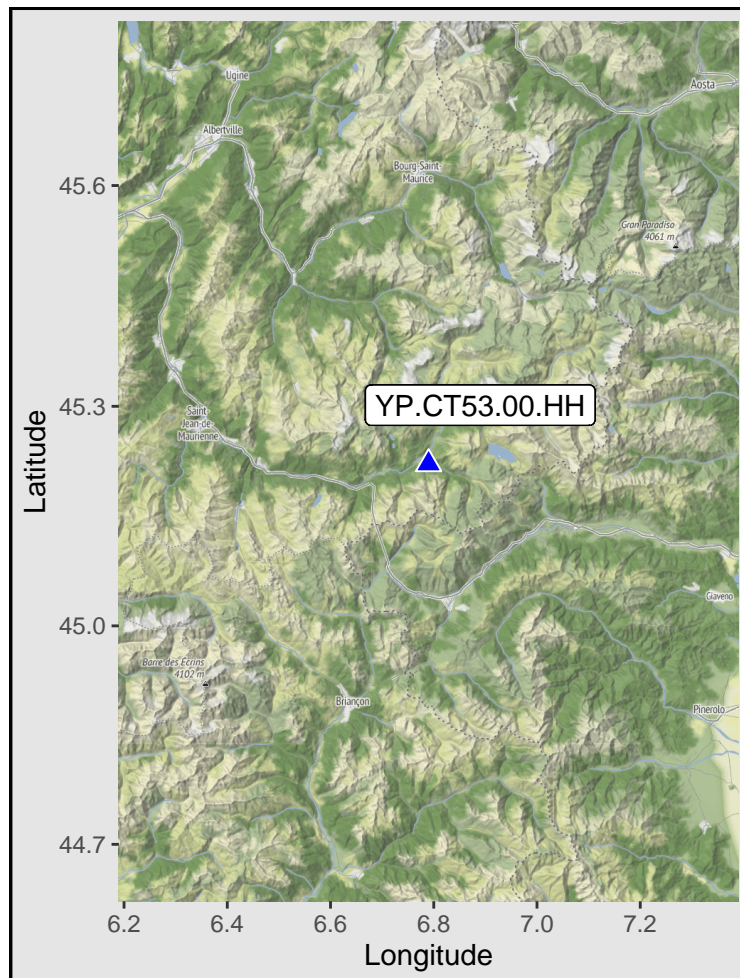 Ugine
Aosta
Albertville
Bourg-Saint-
Maurice
45.6
Gran Paradiso
4061 m
45.3
YP.CT53.00.HH
Saint
Jean-de-
Maurienne
Latitude
Giaveno
45.0
Barre des Écrins
4102 m
Briançon
Pinerolo
44.7
6.2 6.4 6.6 6.8 7.0 7.2
Longitude